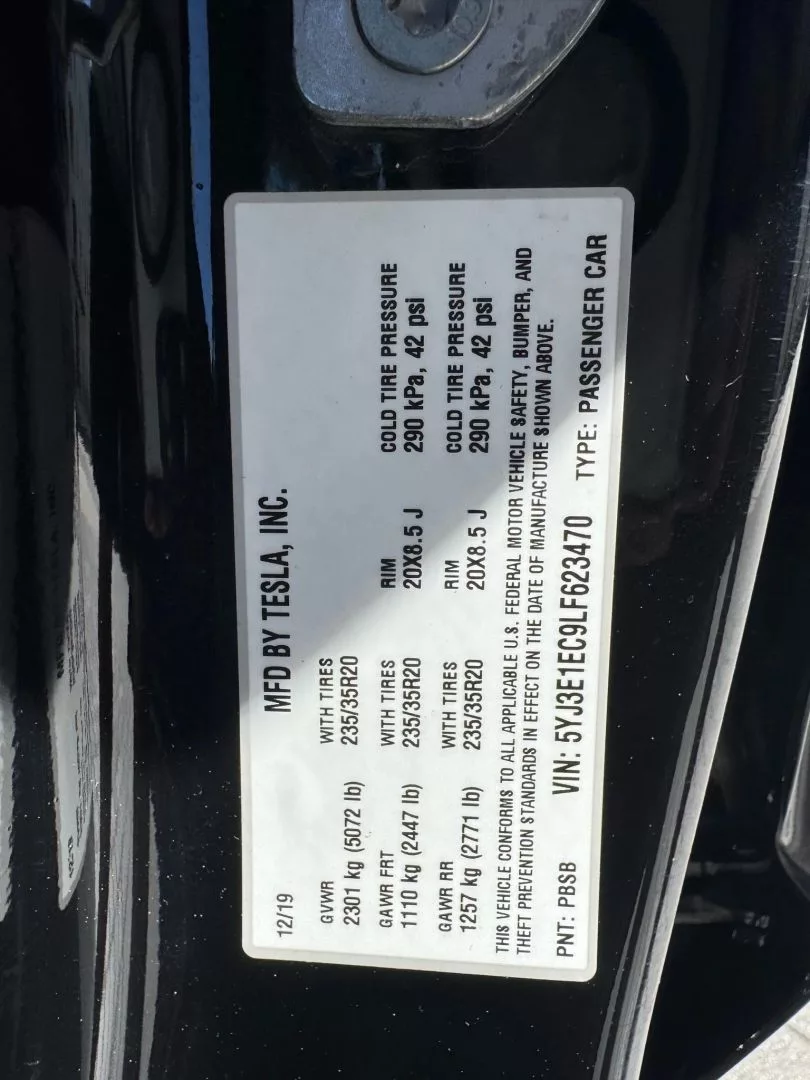 MFD BY TESLA, INC.
12/19
GVWR WITH TIRES
2301 kg (5072 lb) 235/35R20
GAWR FRT WITH TIRES RIM COLD TIRE PRESSURE
1110 kg (2447 lb) 235/35R20 20X8.5 J 290 kPa, 42 psi
GAWR RR WITH TIRES RIM COLD TIRE PRESSURE
1257 kg (2771 lb) 235/35R20 20X8.5 J 290 kPa, 42 psi
THIS VEHICLE CONFORMS TO ALL APPLICABLE U.S. FEDERAL MOTOR VEHICLE SAFETY, BUMPER, AND
THEFT PREVENTION STANDARDS IN EFFECT ON THE DATE OF MANUFACTURE SHOWN ABOVE.
PNT: PBSB VIN: 5YJ3E1EC9LF623470 TYPE: PASSENGER CAR